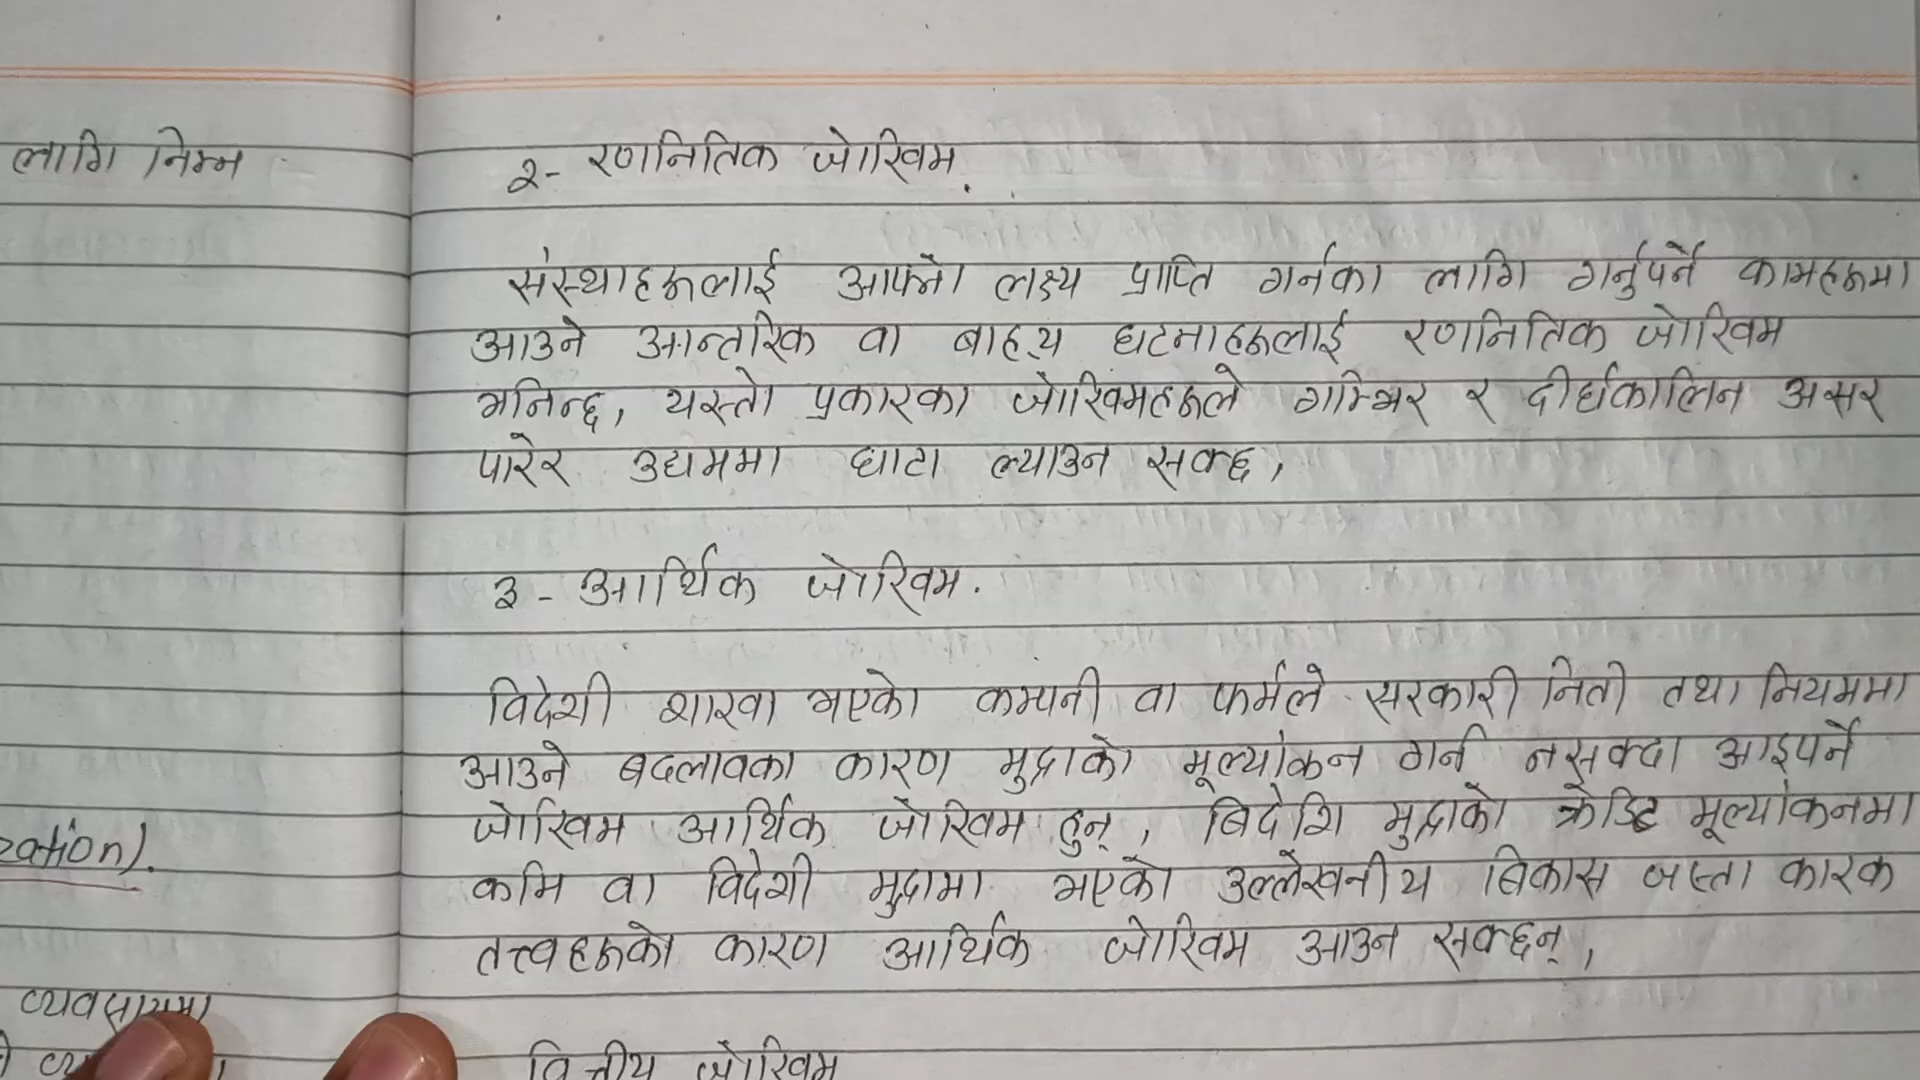 लागि निम्न
zation).
व्यवसायमा
२- रणनितिक जोखिम.
संस्थाहरूलाई आफ्नो लक्ष्य प्राप्ति गर्नका लागि गर्नुपर्ने कामहरूमा
आउने आन्तरिक वा बाह्य घटनाहरूलाई रणनितिक जोखिम
भनिन्छ, यस्तो प्रकारका जोखिमहरूले गम्भिर र दीर्घकालिन असर
पारेर उद्यममा घाटा ल्याउन सक्छ,
३- आर्थिक जोखिम.
विदेशी शाखा भएको कम्पनी वा फर्मले सरकारी निती तथा नियममा
आउने बदलावका कारण मुद्राको मूल्यांकन गर्न नसक्दा आइपर्ने
जोखिम आर्थिक जोखिम हुन्, बिदेशि मुद्राको क्रेडिट मूल्यांकनमा
कमि वा विदेशी मुद्रामा भएको उल्लेखनीय बिकास जस्ता कारक
तत्त्वहरूको कारण आर्थिक जोखिम आउन सक्छन्,
वित्तीय जोखिम